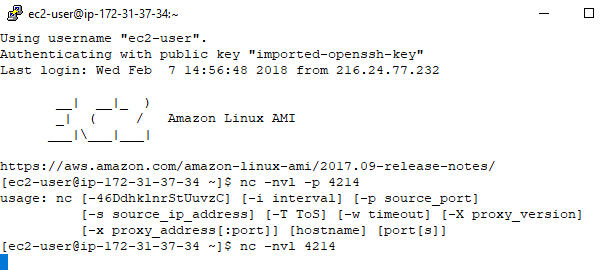 ec2-user@ip-172-31-37-34:~
Using username "ec2-user".
Authenticating with public key "imported-openssh-key"
Last login: Wed Feb  7 14:56:48 2018 from 216.24.77.232
       __|  __|_  )
       _|  (     /   Amazon Linux AMI
      ___|\___|___|
https://aws.amazon.com/amazon-linux-ami/2017.09-release-notes/
[ec2-user@ip-172-31-37-34 ~]$ nc -nvl -p 4214
usage: nc [-46DdhklnrStUuvzC] [-i interval] [-p source_port]
          [-s source_ip_address] [-T ToS] [-w timeout] [-X proxy_version]
          [-x proxy_address[:port]] [hostname] [port[s]]
[ec2-user@ip-172-31-37-34 ~]$ nc -nvl 4214